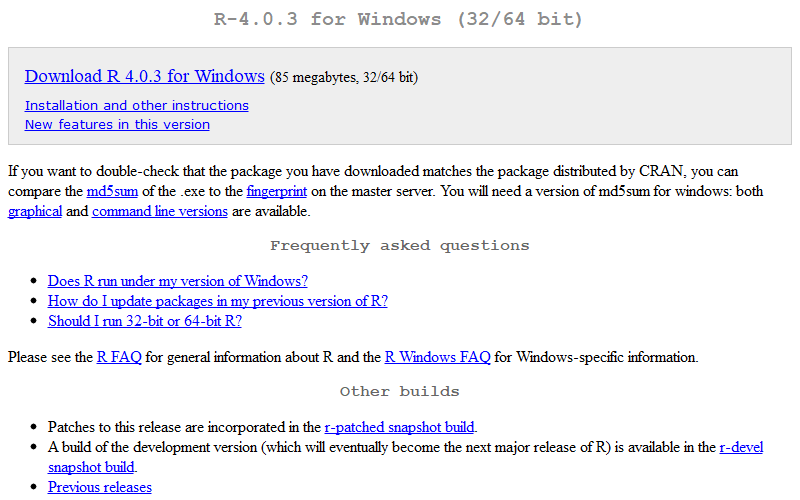 R-4.0.3 for Windows (32/64 bit)
Download R 4.0.3 for Windows (85 megabytes, 32/64 bit)
Installation and other instructions
New features in this version
If you want to double-check that the package you have downloaded matches the package distributed by CRAN, you can
compare the md5sum of the .exe to the fingerprint on the master server. You will need a version of md5sum for windows: both
graphical and command line versions are available.
Frequently asked questions
• Does R run under my version of Windows?
• How do I update packages in my previous version of R?
• Should I run 32-bit or 64-bit R?
Please see the R FAQ for general information about R and the R Windows FAQ for Windows-specific information.
Other builds
• Patches to this release are incorporated in the r-patched snapshot build.
• A build of the development version (which will eventually become the next major release of R) is available in the r-devel
snapshot build.
• Previous releases